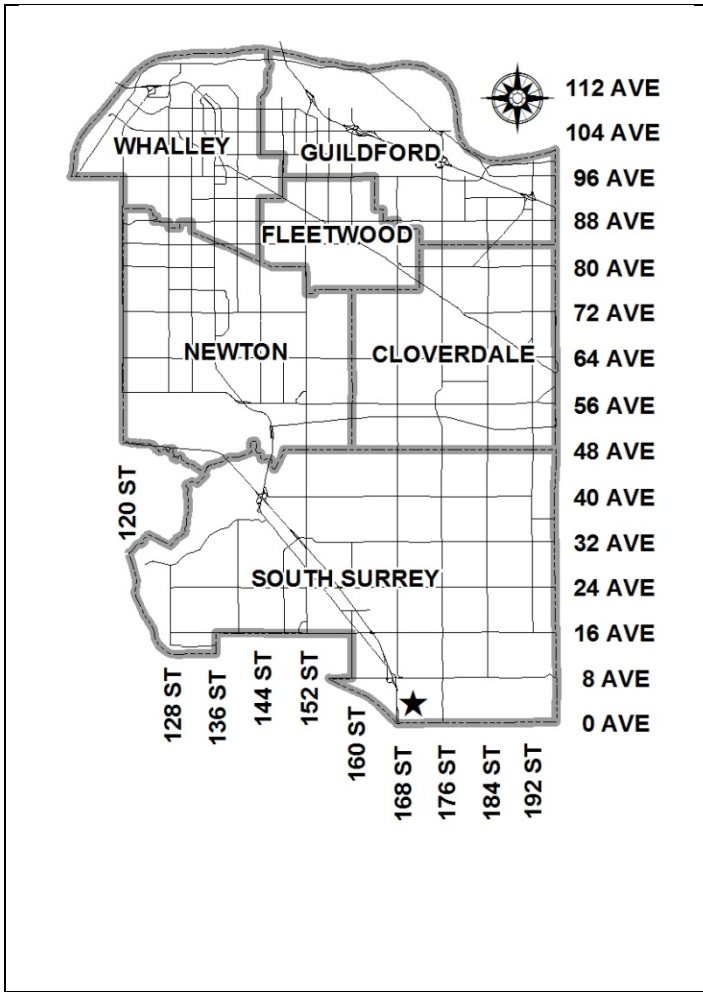 112 AVE
104 AVE
WHALLEY
GUILDFORD
96 AVE
88 AVE
FLEETWOOD
80 AVE
72 AVE
NEWTON
CLOVERDALE
64 AVE
56 AVE
48 AVE
120 ST
40 AVE
32 AVE
SOUTH SURREY
24 AVE
16 AVE
128 ST
136 ST
144 ST
152 ST
160 ST
8 AVE
0 AVE
168 ST
176 ST
184 ST
192 ST